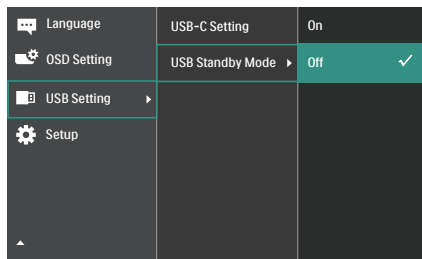 Language
OSD Setting
USB Setting
Setup
USB-C Setting
USB Standby Mode
On
Off